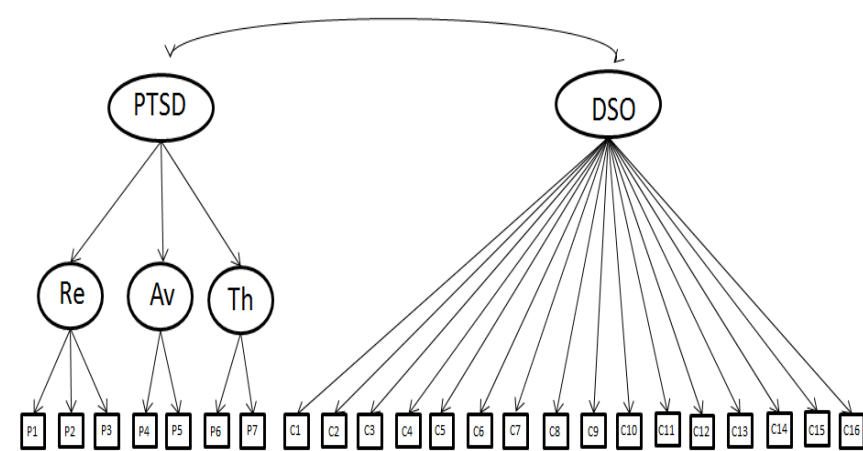 PTSD
DSO
Re Av Th
P1 P2 P3 P4 P5 P6 P7 C1 C2 C3 C4 C5 C6 C7 C8 C9 C10 C11 C12 C13 C14 C15 C16